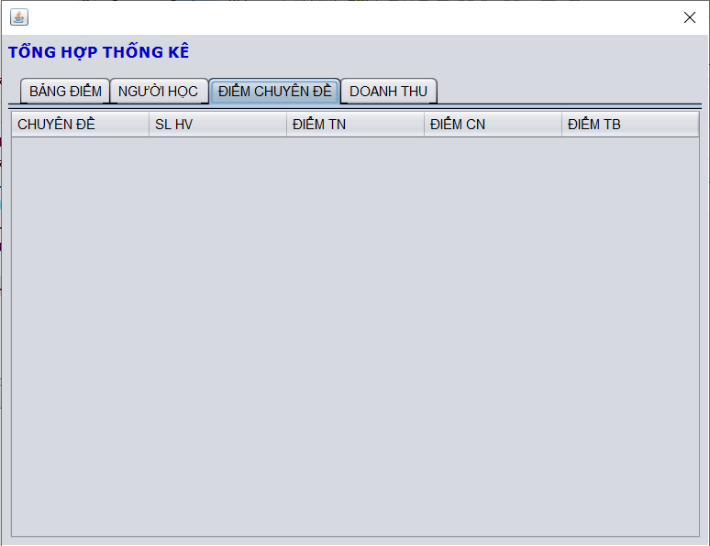 TỔNG HỢP THỐNG KÊ
BẢNG ĐIỂM NGƯỜI HỌC ĐIỂM CHUYÊN ĐỀ DOANH THU
CHUYÊN ĐỀ SL HV ĐIỂM TN ĐIỂM CN ĐIỂM TB